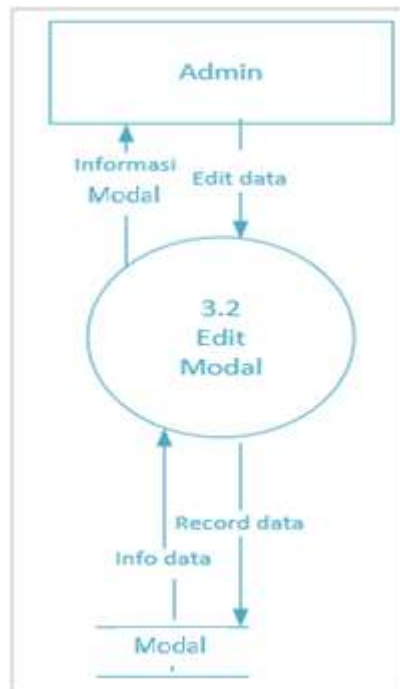 Admin
Informasi
Modal
Edit data
3.2
Edit
Modal
Record data
Info data
Modal